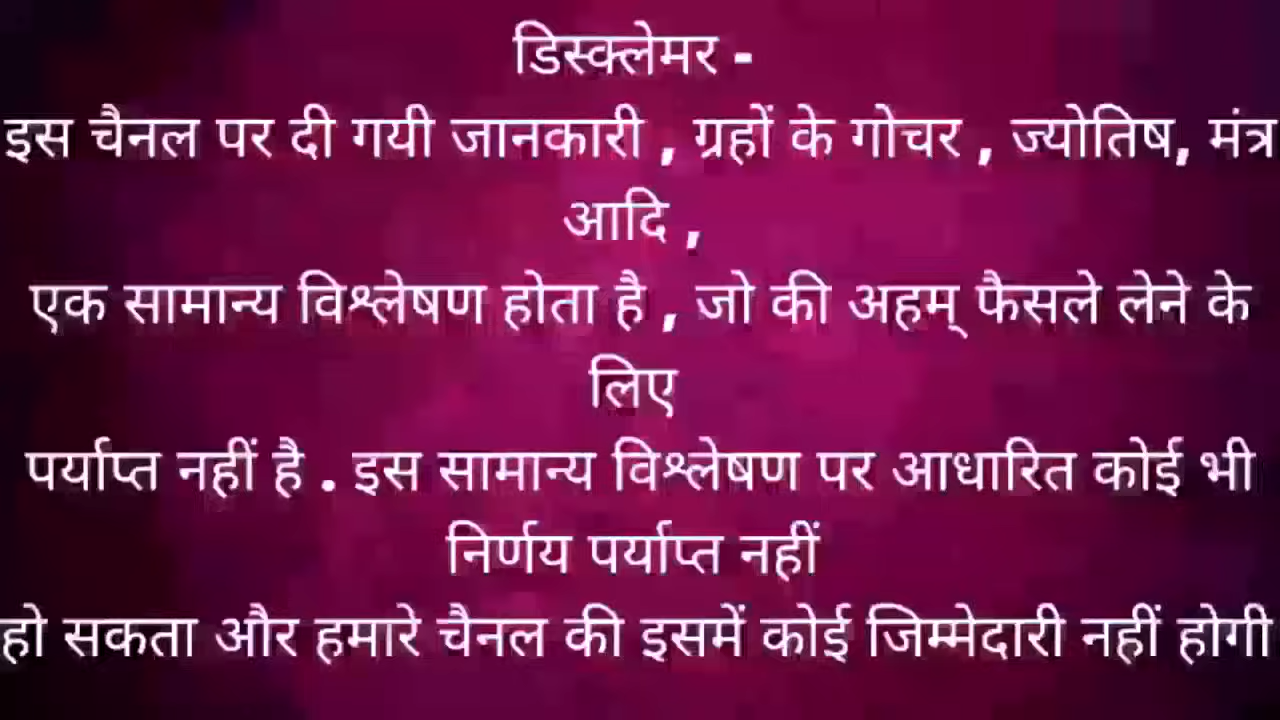 डिस्क्लेमर -
इस चैनल पर दी गयी जानकारी , ग्रहों के गोचर , ज्योतिष, मंत्र
आदि ,
एक सामान्य विश्लेषण होता है , जो की अहम् फैसले लेने के
लिए
पर्याप्त नहीं है . इस सामान्य विश्लेषण पर आधारित कोई भी
निर्णय पर्याप्त नहीं
हो सकता और हमारे चैनल की इसमें कोई जिम्मेदारी नहीं होगी